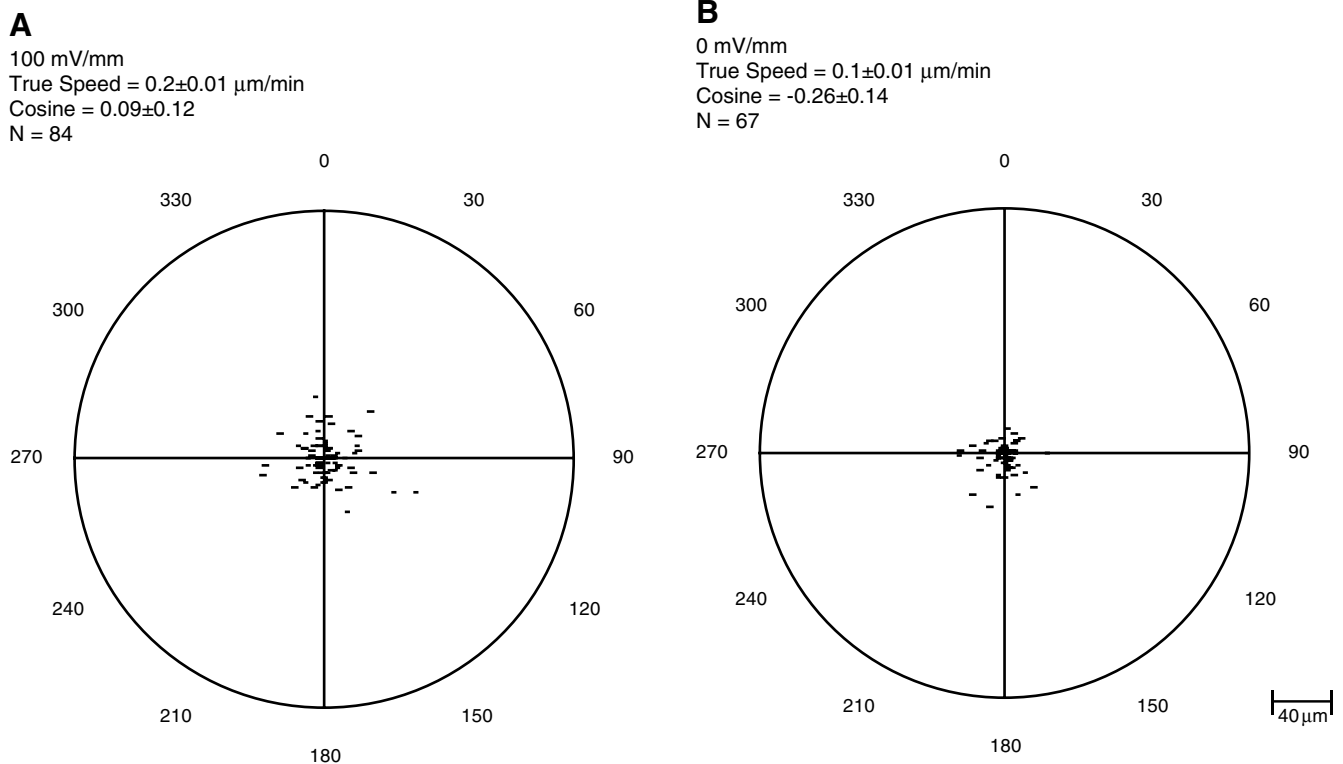 A
100 mV/mm
True Speed = 0.2±0.01 μm/min
Cosine = 0.09±0.12
N = 84
0
330
30
300
60
270
90
240
120
210
150
180
B
0 mV/mm
True Speed = 0.1±0.01 μm/min
Cosine = -0.26±0.14
N = 67
0
330
30
300
60
270
90
240
120
210
150
180
40 μm